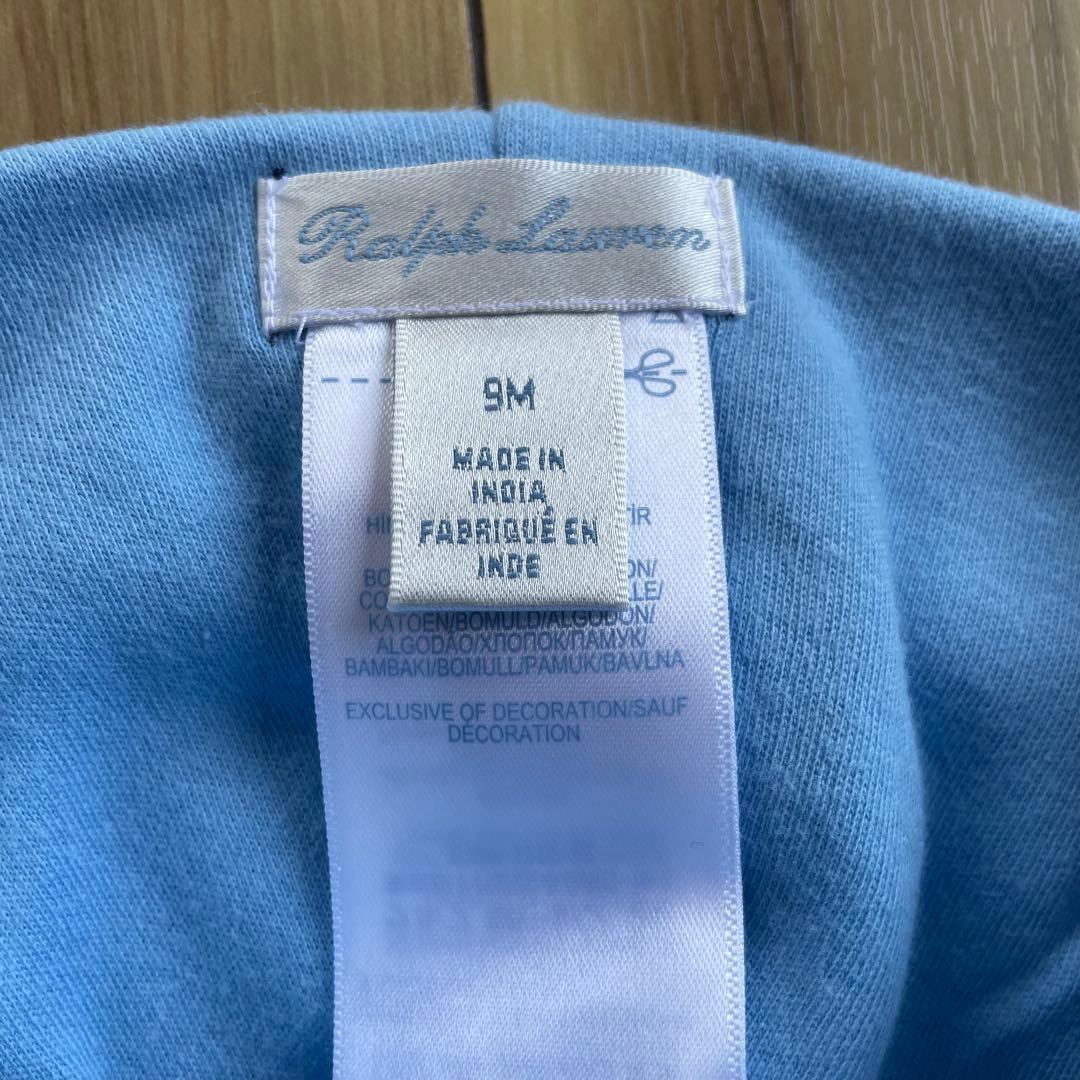 Ralph Lauren
9M
MADE IN
INDIA
FABRIQUÉ EN
INDE
KATOEN/BOMULD/ALGODÓN/
ALGODÃO/ХЛОПОК/ПАМУК/
BAMBAKI/BOMULL/PAMUK/BAVLNA
EXCLUSIVE OF DECORATION/SAUF
DÉCORATION